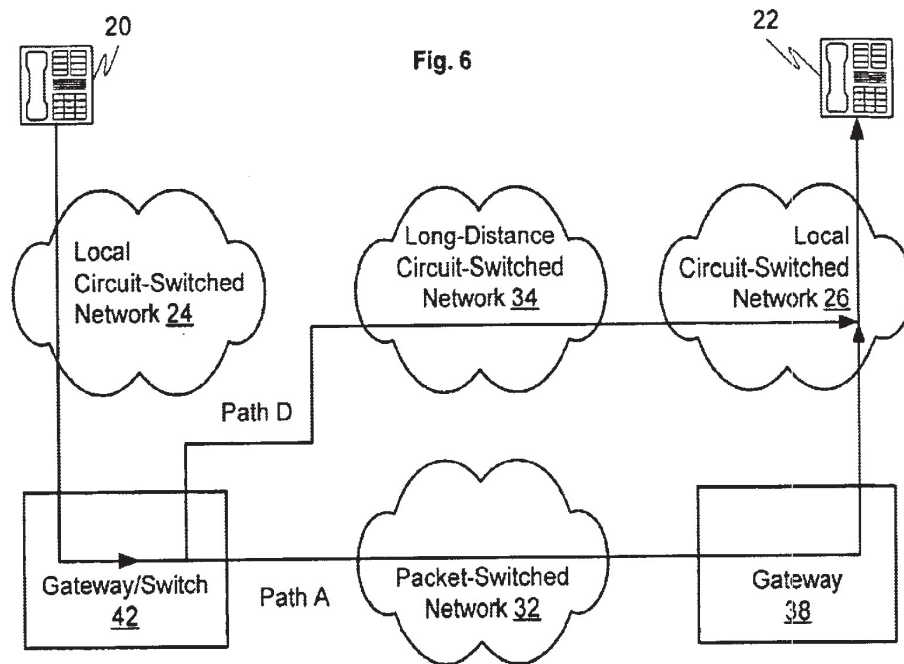 20
Fig. 6
22
Local
Circuit-Switched
Network 24
Long-Distance
Circuit-Switched
Network 34
Local
Circuit-Switched
Network 26
Path D
Gateway/Switch
42
Path A
Packet-Switched
Network 32
Gateway
38